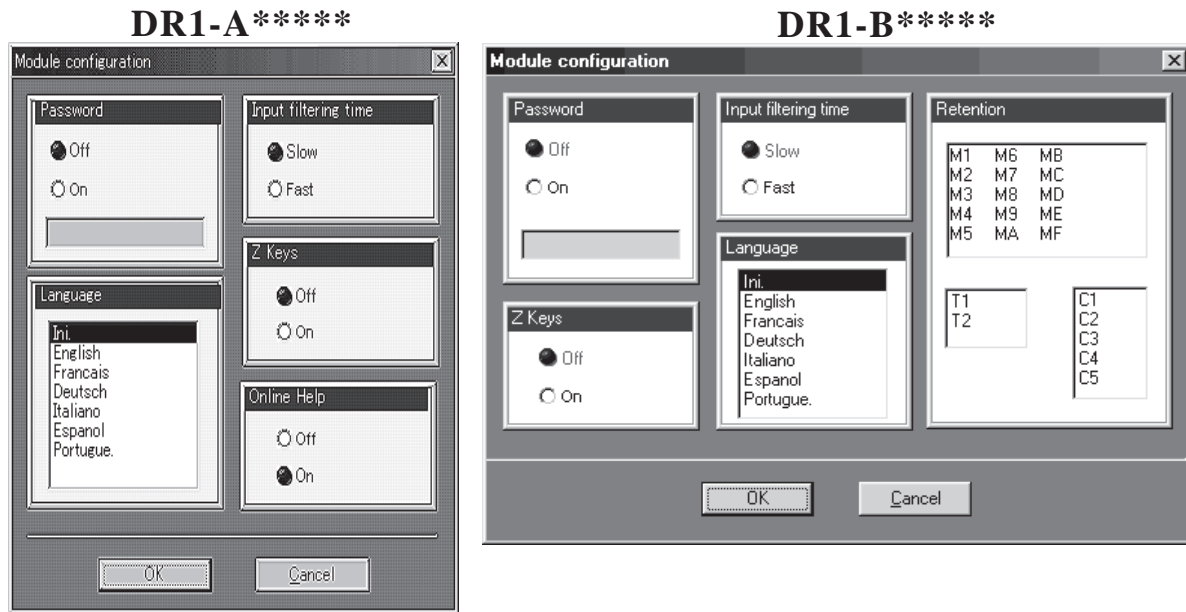 DR1-A*****
Module configuration
Password
Off
On
Input filtering time
Slow
Fast
Z Keys
Off
On
Language
Ini.
English
Francais
Deutsch
Italiano
Espanol
Portugue.
Online Help
Off
On
OK
Cancel
DR1-B*****
Module configuration
Password
Off
On
Input filtering time
Slow
Fast
Retention
M1 M6 MB
M2 M7 MC
M3 M8 MD
M4 M9 ME
M5 MA MF
T1
T2
C1
C2
C3
C4
C5
Z Keys
Off
On
Language
Ini.
English
Francais
Deutsch
Italiano
Espanol
Portugue.
OK
Cancel